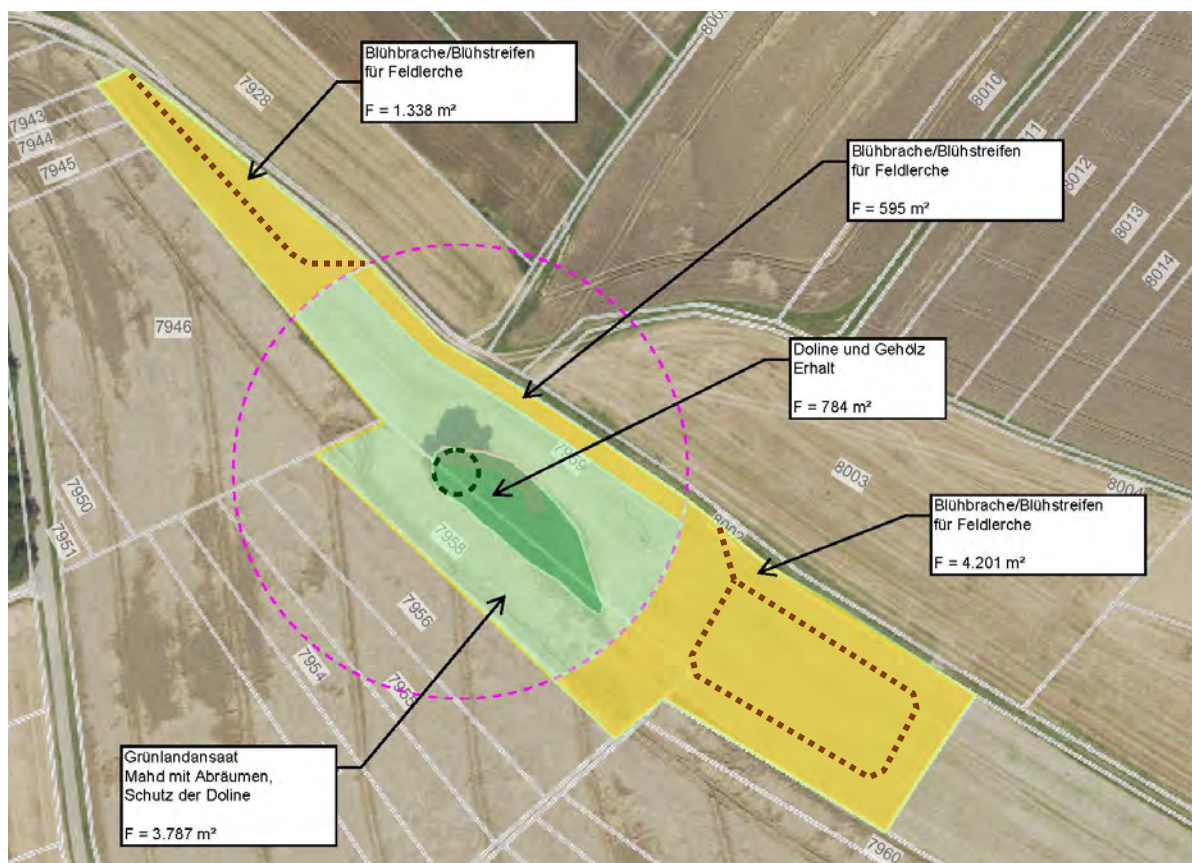 Blühbrache/Blühstreifen
für Feldlerche
F = 1.338 m²
Blühbrache/Blühstreifen
für Feldlerche
F = 595 m²
Doline und Gehölz
Erhalt
F = 784 m²
Blühbrache/Blühstreifen
für Feldlerche
F = 4.201 m²
Grünlandansaat
Mahd mit Abräumen,
Schutz der Doline
F = 3.787 m²
7928
7943
7944
7945
7946
7950
7951
7954
7956
7958
7959
7960
8002
8003
8004
8010
8012
8013
8014